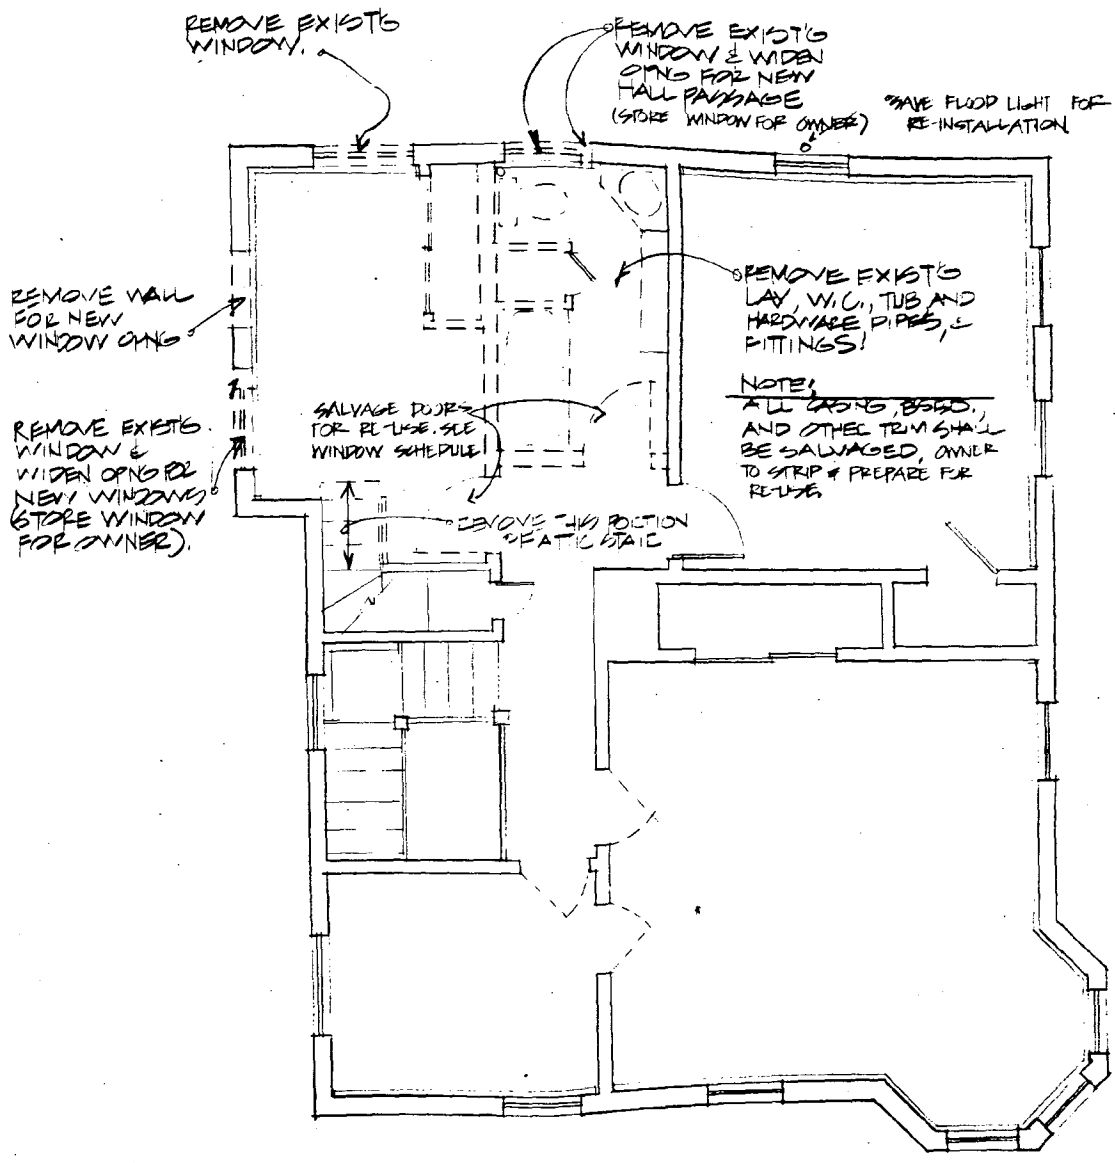 REMOVE EXIST'G
WINDOW.
REMOVE EXIST'G
WINDOW & WIDEN
OPNG FOR NEW
HALL PASSAGE
(STORE WINDOW FOR OWNER)
*SAVE FLOOD LIGHT FOR
RE-INSTALLATION
REMOVE WALL
FOR NEW
WINDOW OPNG
REMOVE EXIST'G
LAV, W.C., TUB AND
HARDWARE PIPES, &
FITTINGS!
NOTE:
ALL CASING, BSBD.,
AND OTHER TRIM SHALL
BE SALVAGED, OWNER
TO STRIP & PREPARE FOR
RE-USE.
SALVAGE DOORS
FOR RE-USE. SEE
WINDOW SCHEDULE
REMOVE EXIST'G
WINDOW &
WIDEN OPNG FOR
NEW WINDOWS
(STORE WINDOW
FOR OWNER).
REMOVE THIS PORTION
OF ATTIC STAIR